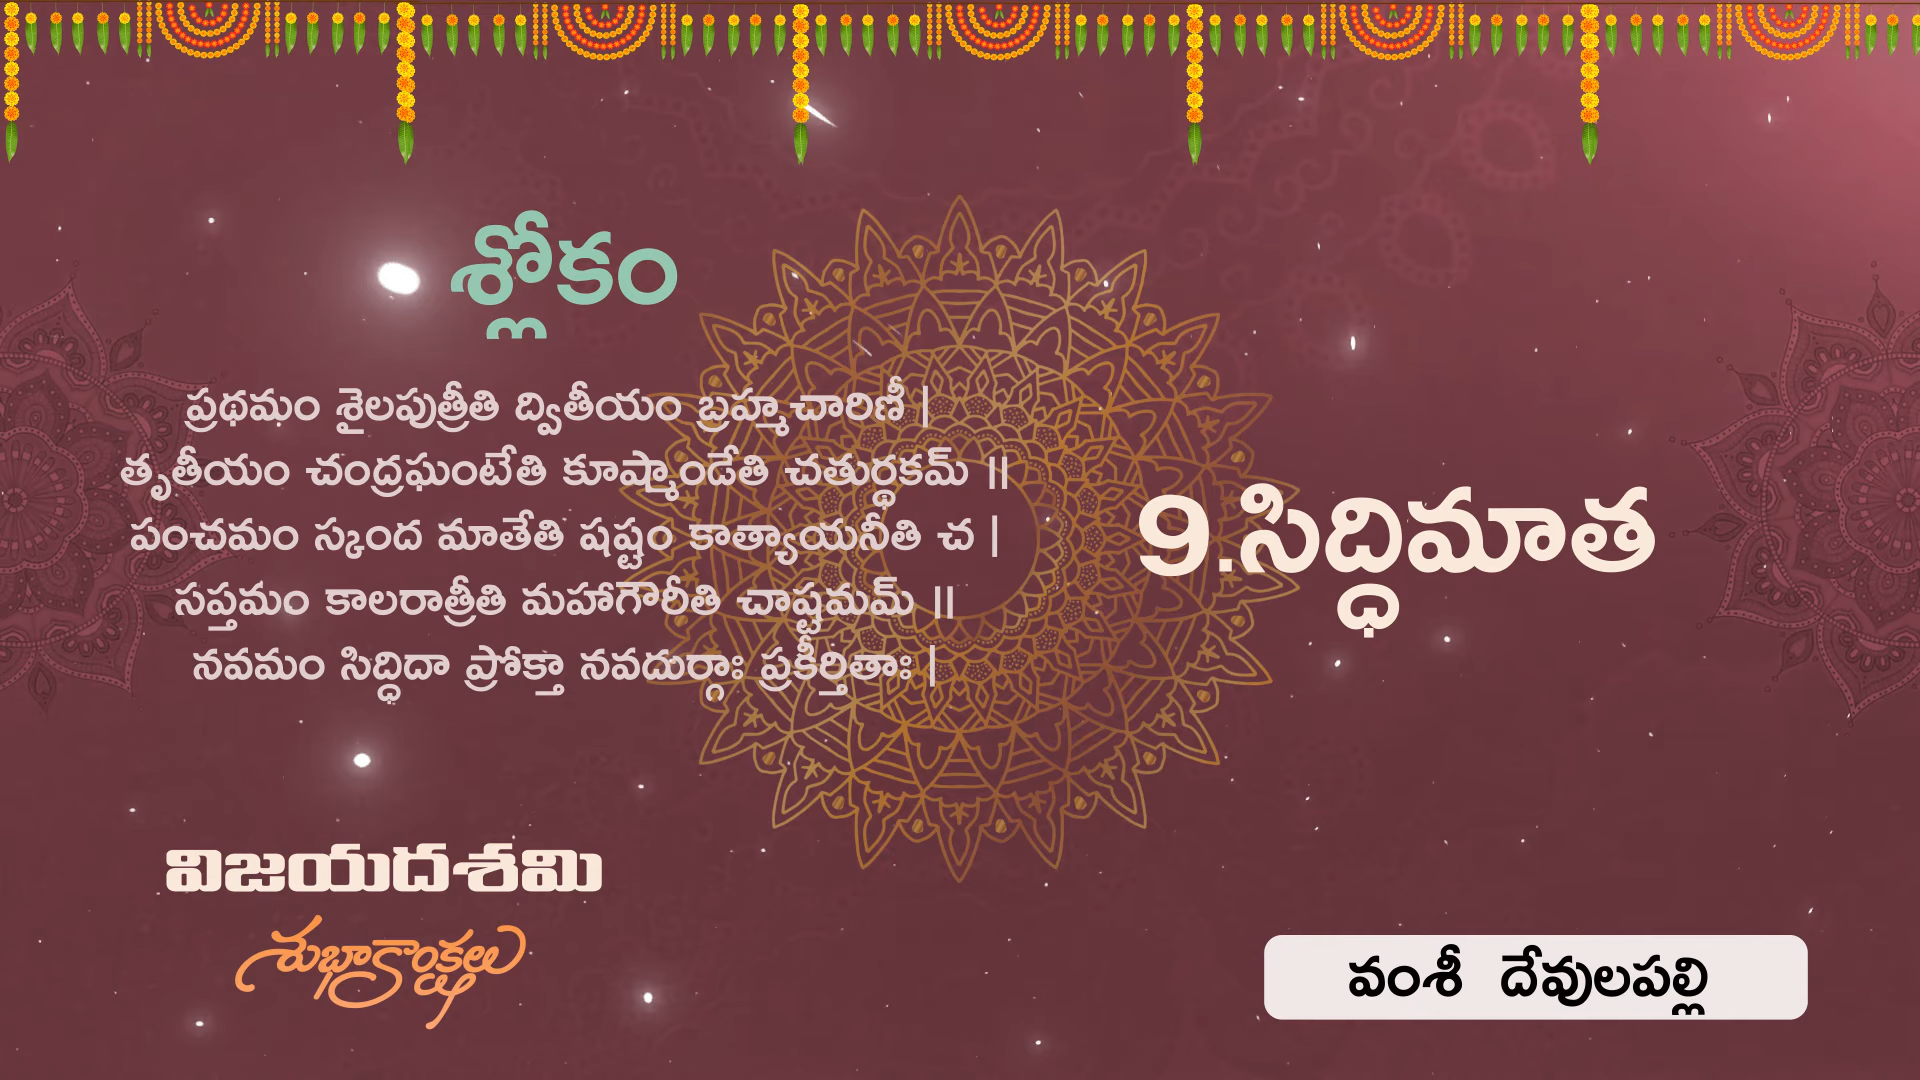 శ్లోకం
ప్రథమం శైలపుత్రీతి ద్వితీయం బ్రహ్మచారిణీ |
తృతీయం చంద్రఘంటేతి కూష్మాండేతి చతుర్థకమ్ ||
పంచమం స్కంద మాతేతి షష్టం కాత్యాయనీతి చ |
సప్తమం కాలరాత్రీతి మహాగౌరీతి చాష్టమమ్ ||
నవమం సిద్ధిదా ప్రోక్తా నవదుర్గాః ప్రకీర్తితాః |
9.సిద్ధిమాత
విజయదశమి
శుభాకాంక్షలు
వంశీ దేవులపల్లి